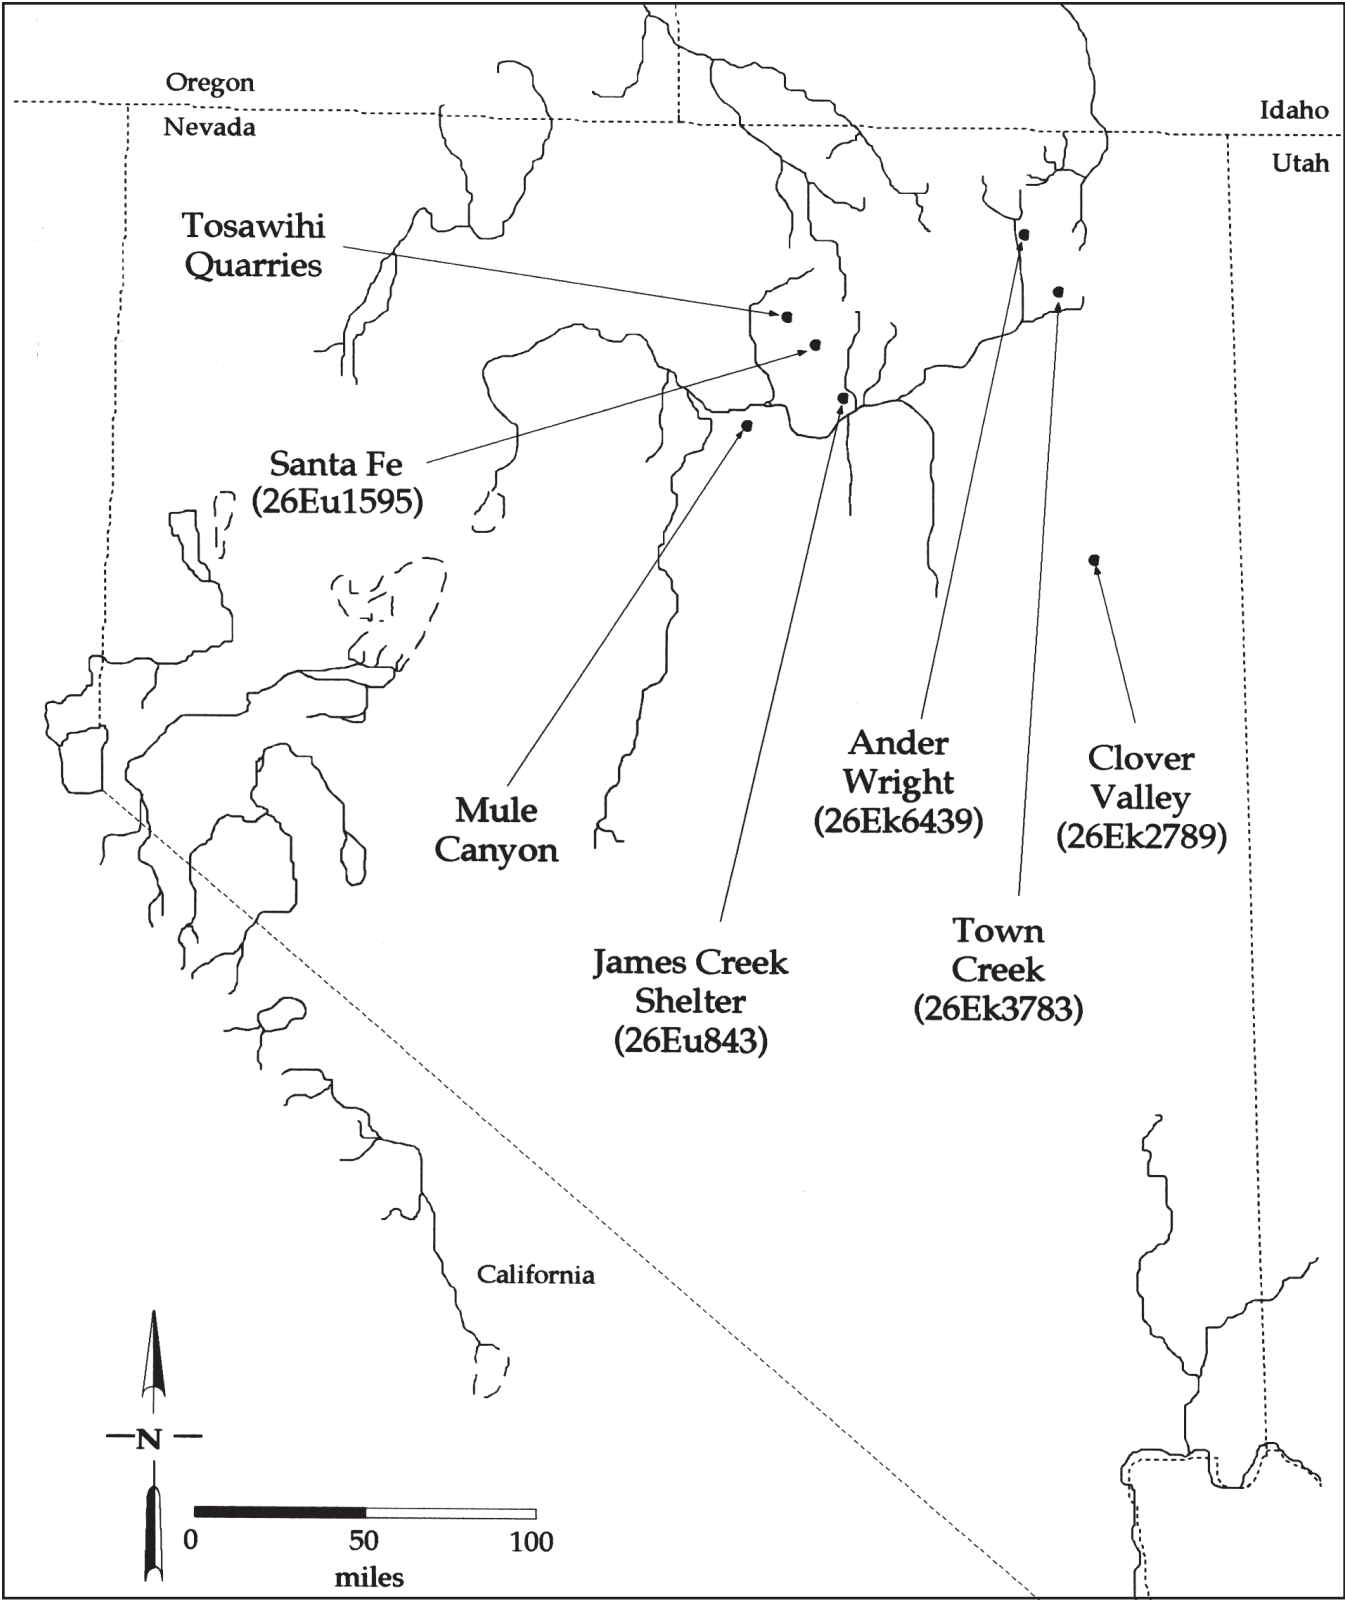 Oregon
Nevada
Idaho
Utah
Tosawihi
Quarries
Santa Fe
(26Eu1595)
Mule
Canyon
Ander
Wright
(26Ek6439)
Clover
Valley
(26Ek2789)
James Creek
Shelter
(26Eu843)
Town
Creek
(26Ek3783)
California
N
0 50 100
miles